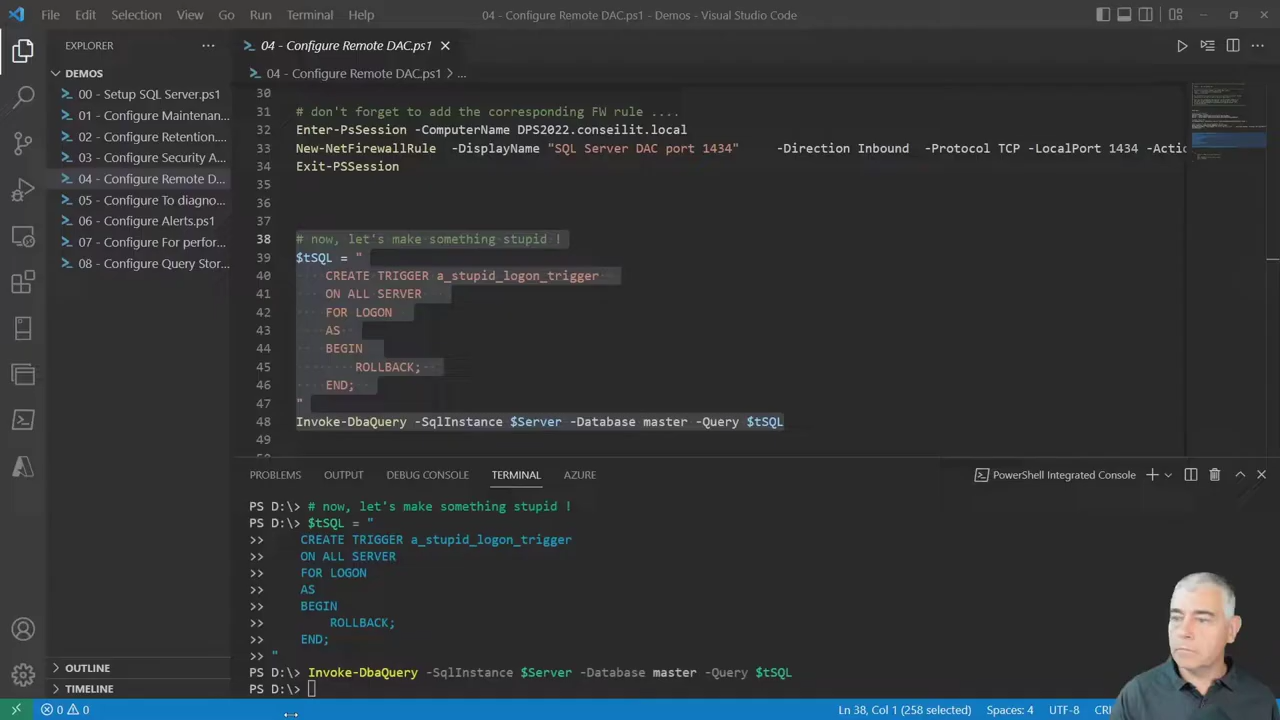 File Edit Selection View Go Run Terminal Help 04 - Configure Remote DAC.ps1 - Demos - Visual Studio Code
EXPLORER
DEMOS
00 - Setup SQL Server.ps1
01 - Configure Maintenan...
02 - Configure Retention....
03 - Configure Security A...
04 - Configure Remote D...
05 - Configure To diagno...
06 - Configure Alerts.ps1
07 - Configure For perfor...
08 - Configure Query Stor...
OUTLINE
TIMELINE
04 - Configure Remote DAC.ps1
04 - Configure Remote DAC.ps1 > ...
30
31 # don't forget to add the corresponding FW rule ....
32 Enter-PsSession -ComputerName DPS2022.conseilit.local
33 New-NetFirewallRule -DisplayName "SQL Server DAC port 1434" -Direction Inbound -Protocol TCP -LocalPort 1434 -Actio
34 Exit-PSSession
35
36
37
38 # now, let's make something stupid !
39 $tSQL = "
40 CREATE TRIGGER a_stupid_logon_trigger
41 ON ALL SERVER
42 FOR LOGON
43 AS
44 BEGIN
45 ROLLBACK;
46 END;
47 "
48 Invoke-DbaQuery -SqlInstance $Server -Database master -Query $tSQL
49
PROBLEMS OUTPUT DEBUG CONSOLE TERMINAL AZURE PowerShell Integrated Console
PS D:\> # now, let's make something stupid !
PS D:\> $tSQL = "
>> CREATE TRIGGER a_stupid_logon_trigger
>> ON ALL SERVER
>> FOR LOGON
>> AS
>> BEGIN
>> ROLLBACK;
>> END;
>> "
PS D:\> Invoke-DbaQuery -SqlInstance $Server -Database master -Query $tSQL
PS D:\>
0 0 Ln 38, Col 1 (258 selected) Spaces: 4 UTF-8